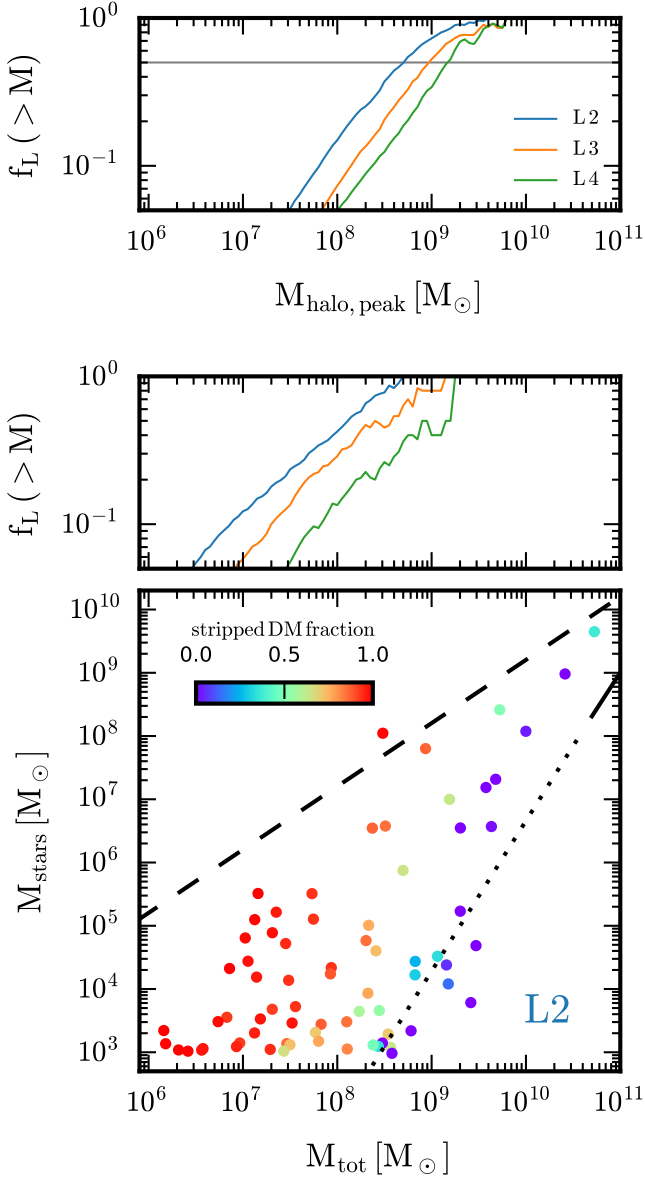 f_L (> M)
10^0
10^-1
L2
L3
L4
10^6 10^7 10^8 10^9 10^10 10^11
M_halo, peak [M_⊙]
f_L (> M)
10^0
10^-1
M_stars [M_⊙]
10^10
10^9
10^8
10^7
10^6
10^5
10^4
10^3
stripped DM fraction
0.0 0.5 1.0
L2
10^6 10^7 10^8 10^9 10^10 10^11
M_tot [M_⊙]